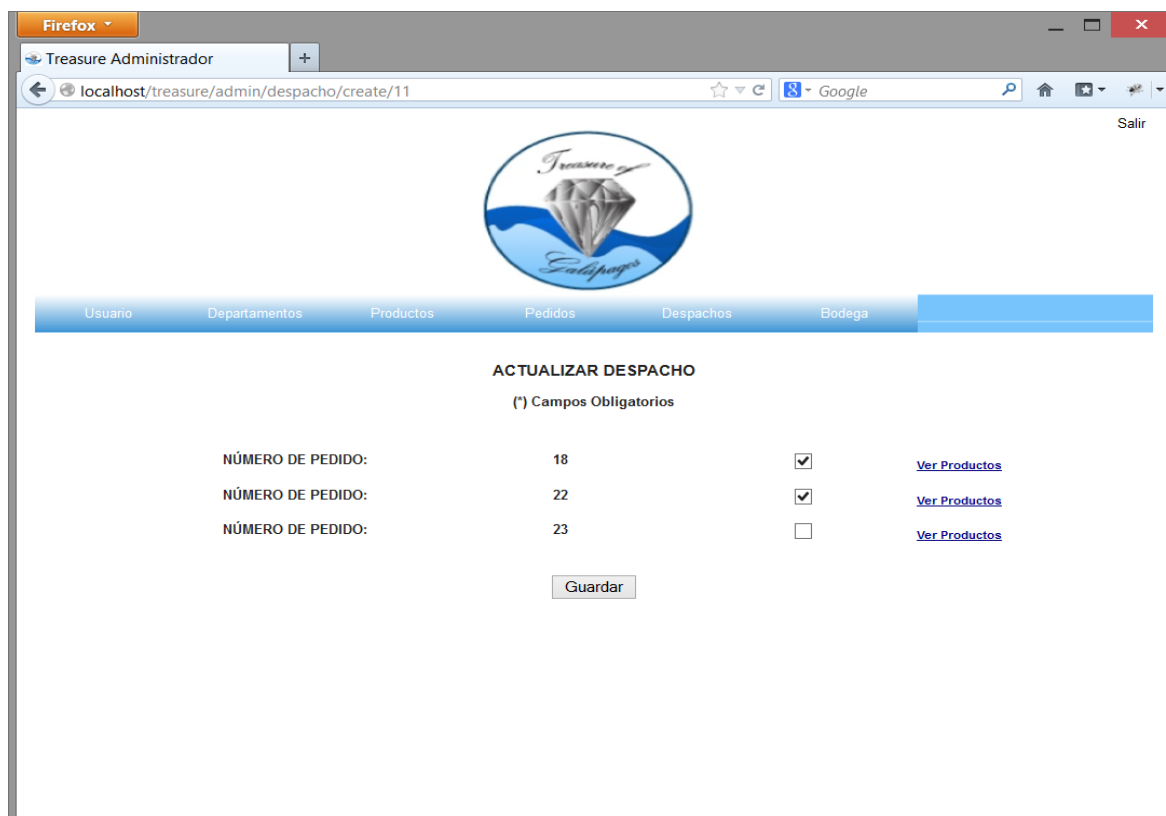 Firefox
Treasure Administrador
+
localhost/treasure/admin/despacho/create/11
8 Google
Salir
Treasure of
Galápagos
Usuario Departamentos Productos Pedidos Despachos Bodega
ACTUALIZAR DESPACHO
(*) Campos Obligatorios
NÚMERO DE PEDIDO: 18 Ver Productos
NÚMERO DE PEDIDO: 22 Ver Productos
NÚMERO DE PEDIDO: 23 Ver Productos
Guardar